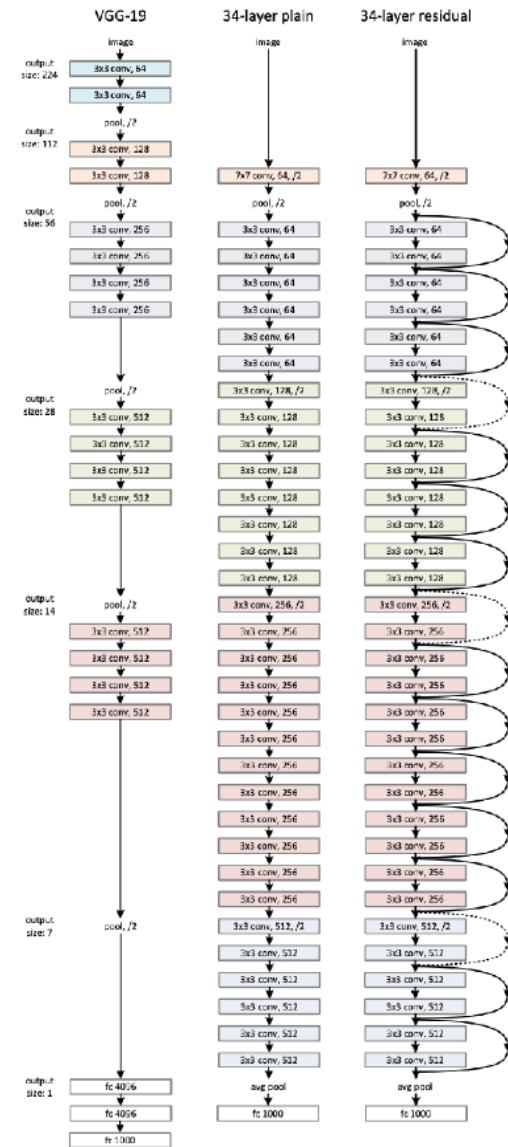 VGG-19
image
output
size: 224
3x3 conv, 64
3x3 conv, 64
pool, /2
output
size: 112
3x3 conv, 128
3x3 conv, 128
pool, /2
output
size: 56
3x3 conv, 256
3x3 conv, 256
3x3 conv, 256
3x3 conv, 256
pool, /2
output
size: 28
3x3 conv, 512
3x3 conv, 512
3x3 conv, 512
3x3 conv, 512
pool, /2
output
size: 14
3x3 conv, 512
3x3 conv, 512
3x3 conv, 512
3x3 conv, 512
output
size: 7
pool, /2
output
size: 1
fc 4096
fc 4096
fc 1000
34-layer plain
image
7x7 conv, 64, /2
pool, /2
3x3 conv, 64
3x3 conv, 64
3x3 conv, 64
3x3 conv, 64
3x3 conv, 64
3x3 conv, 64
3x3 conv, 128, /2
3x3 conv, 128
3x3 conv, 128
3x3 conv, 128
3x3 conv, 128
3x3 conv, 128
3x3 conv, 128
3x3 conv, 128
3x3 conv, 256, /2
3x3 conv, 256
3x3 conv, 256
3x3 conv, 256
3x3 conv, 256
3x3 conv, 256
3x3 conv, 256
3x3 conv, 256
3x3 conv, 256
3x3 conv, 256
3x3 conv, 256
3x3 conv, 256
3x3 conv, 512, /2
3x3 conv, 512
3x3 conv, 512
3x3 conv, 512
3x3 conv, 512
3x3 conv, 512
avg pool
fc 1000
34-layer residual
image
7x7 conv, 64, /2
pool, /2
3x3 conv, 64
3x3 conv, 64
3x3 conv, 64
3x3 conv, 64
3x3 conv, 64
3x3 conv, 64
3x3 conv, 128, /2
3x3 conv, 128
3x3 conv, 128
3x3 conv, 128
3x3 conv, 128
3x3 conv, 128
3x3 conv, 128
3x3 conv, 128
3x3 conv, 256, /2
3x3 conv, 256
3x3 conv, 256
3x3 conv, 256
3x3 conv, 256
3x3 conv, 256
3x3 conv, 256
3x3 conv, 256
3x3 conv, 256
3x3 conv, 256
3x3 conv, 256
3x3 conv, 256
3x3 conv, 512, /2
3x3 conv, 512
3x3 conv, 512
3x3 conv, 512
3x3 conv, 512
3x3 conv, 512
avg pool
fc 1000